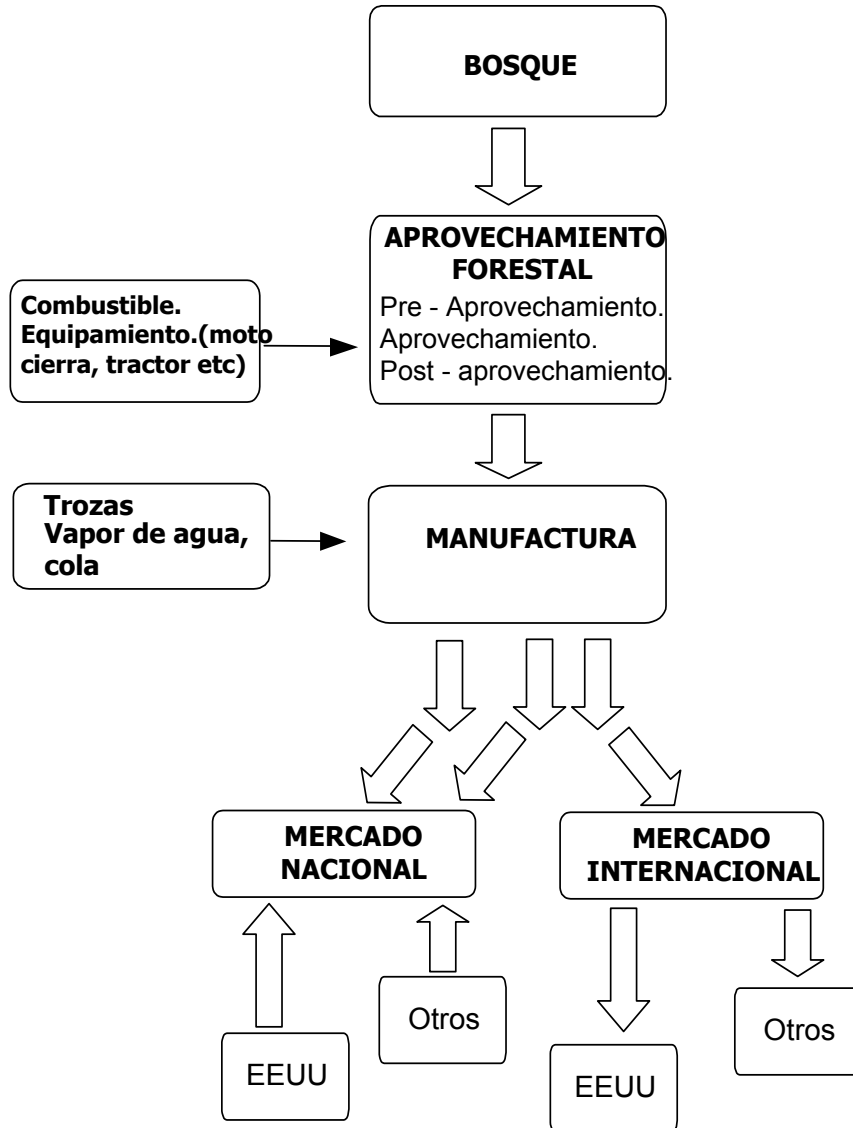 BOSQUE
APROVECHAMIENTO
FORESTAL
Pre - Aprovechamiento.
Aprovechamiento.
Post - aprovechamiento.
Combustible.
Equipamiento.(moto
cierra, tractor etc)
Trozas
Vapor de agua,
cola
MANUFACTURA
MERCADO
NACIONAL
MERCADO
INTERNACIONAL
EEUU
Otros
EEUU
Otros